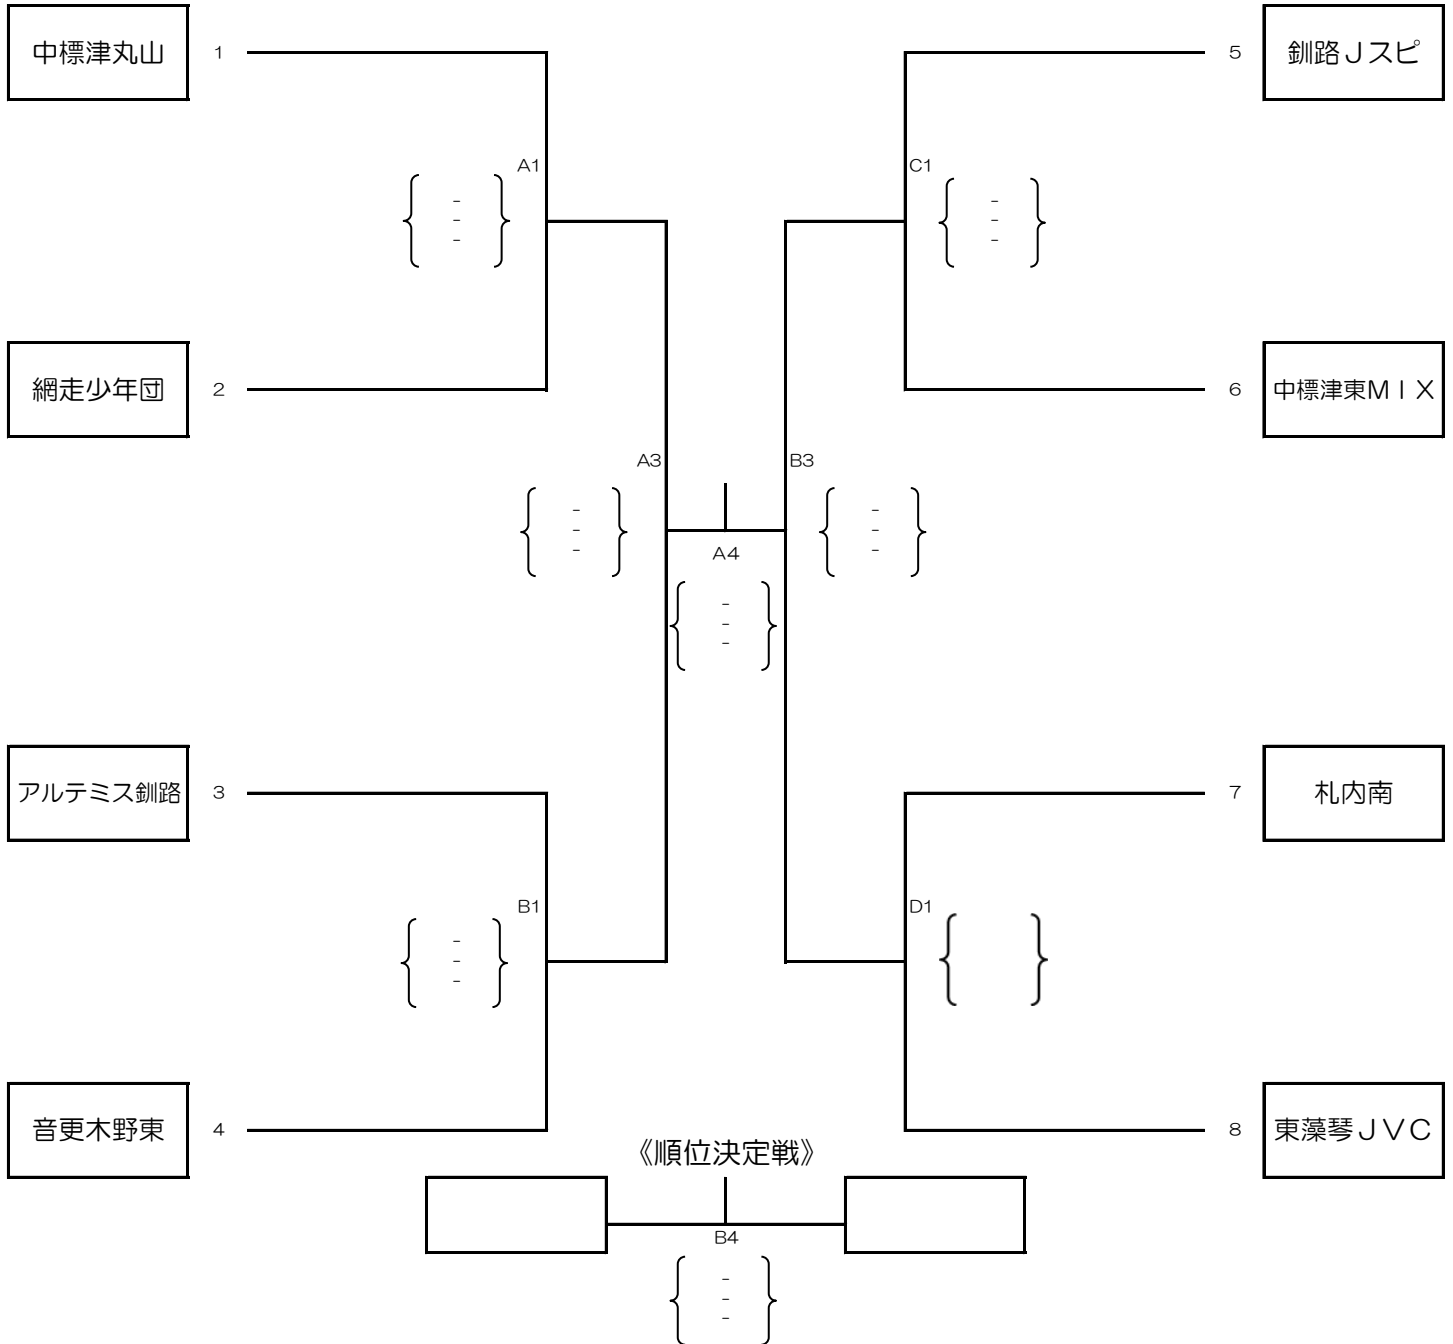 中標津丸山 1
5 釧路Jスピ
A1
C1
-
-
-
-
-
-
網走少年団 2
6 中標津東MIX
A3
B3
-
-
-
-
-
-
A4
-
-
-
アルテミス釧路 3
7 札内南
B1
D1
-
-
-
音更木野東 4
8 東藻琴JVC
《順位決定戦》
B4
-
-
-